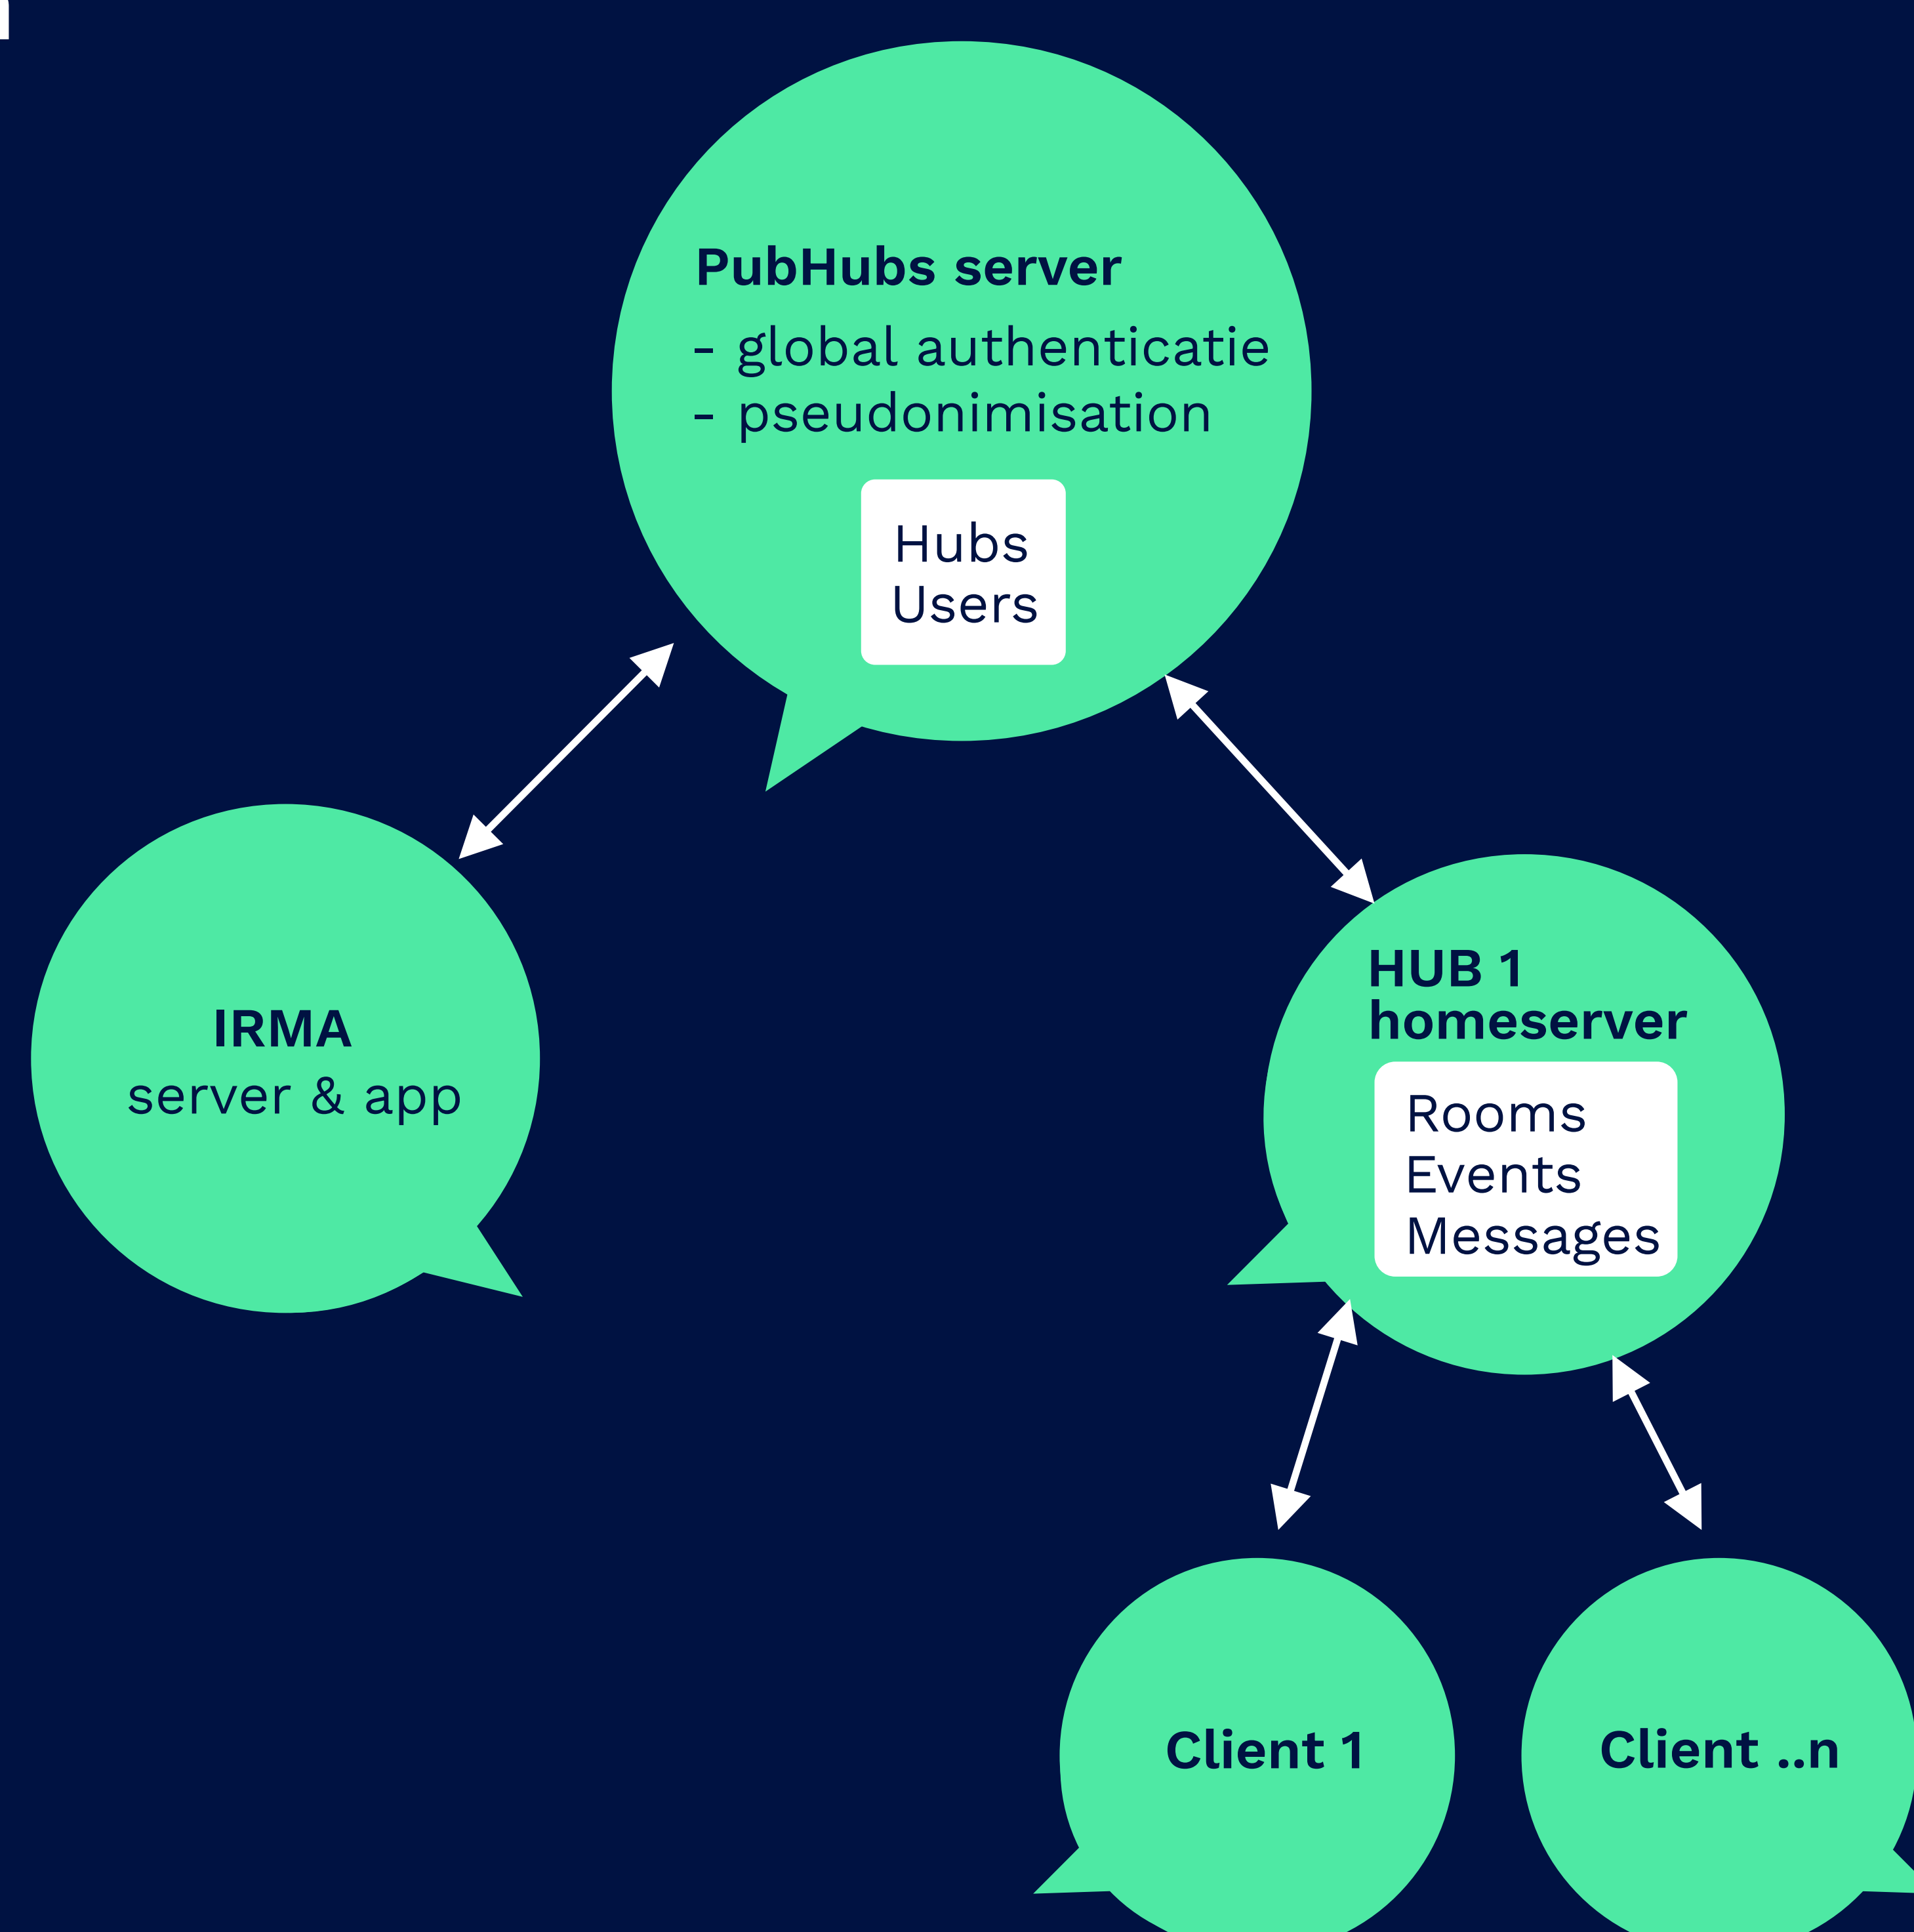 PubHubs server
- global authenticatie
- pseudonimisation
Hubs
Users
IRMA
server & app
HUB 1
homeserver
Rooms
Events
Messages
Client 1
Client ..n